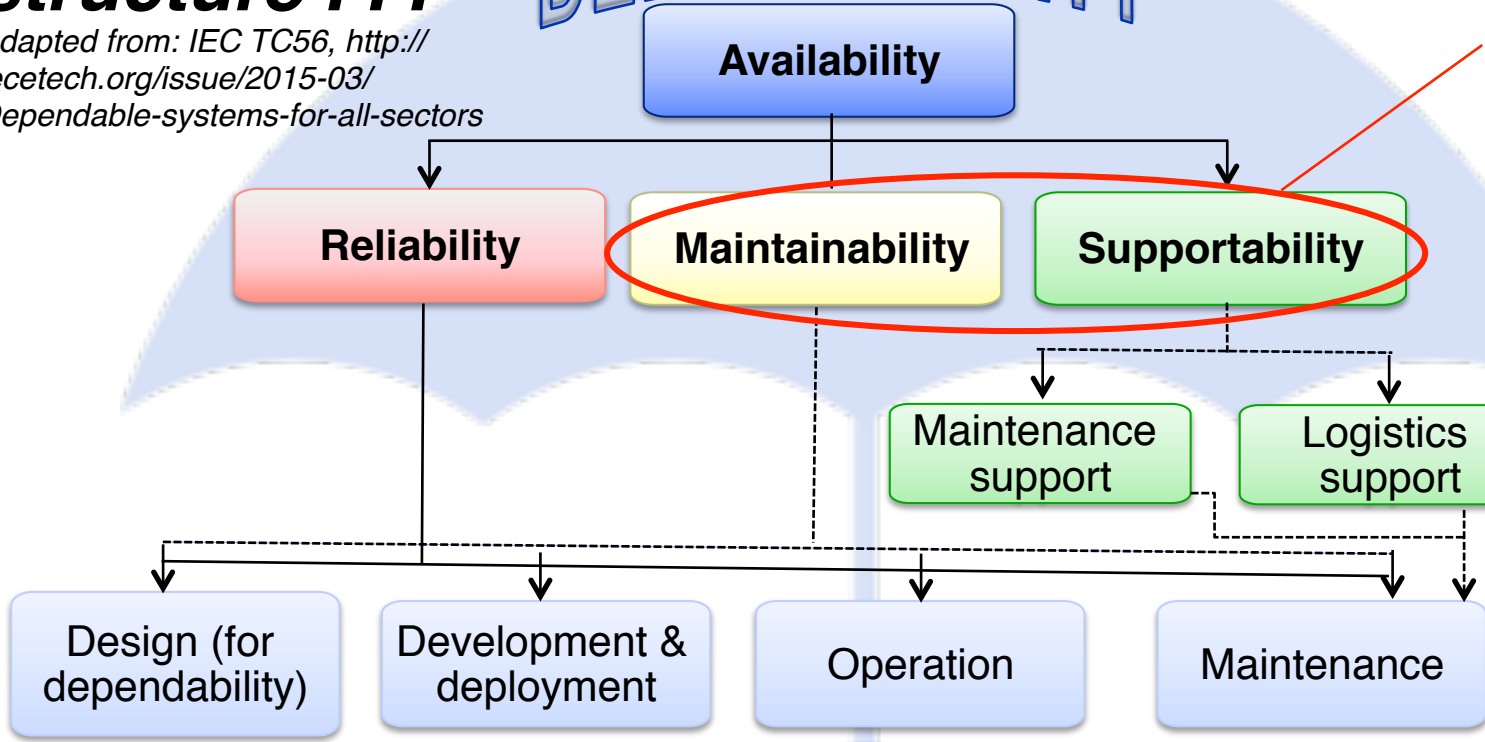 adapted from: IEC TC56, http://
ecetech.org/issue/2015-03/
Dependable-systems-for-all-sectors
Availability
Reliability
Maintainability
Supportability
Maintenance
support
Logistics
support
Design (for
dependability)
Development &
deployment
Operation
Maintenance